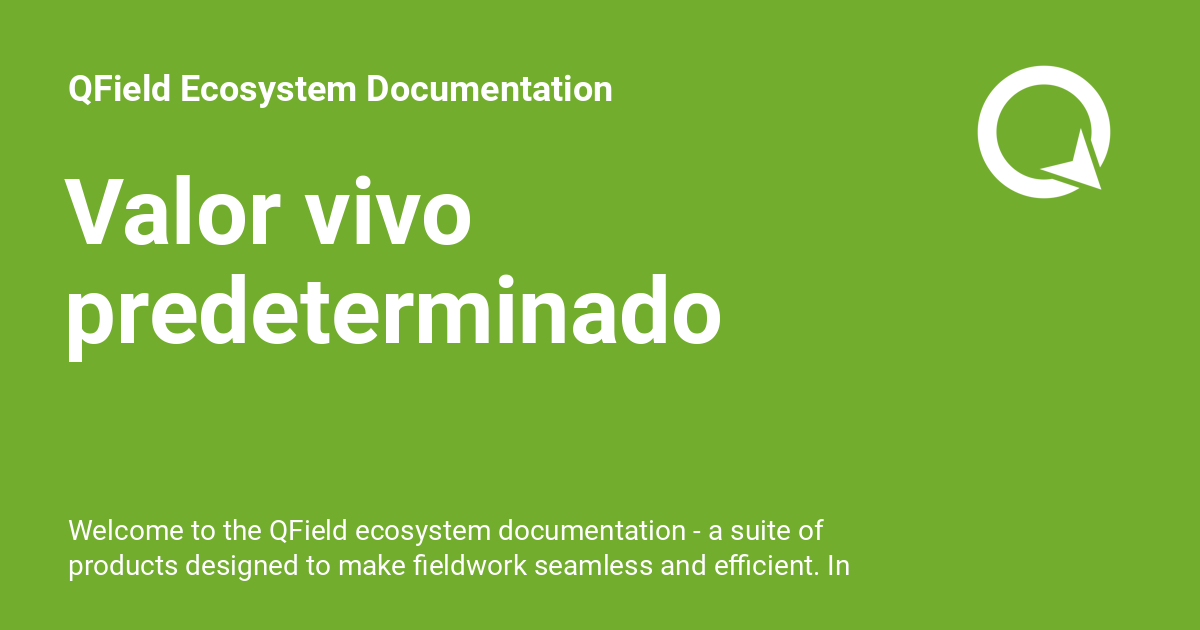 QField Ecosystem Documentation
Valor vivo
predeterminado
Welcome to the QField ecosystem documentation - a suite of
products designed to make fieldwork seamless and efficient. In